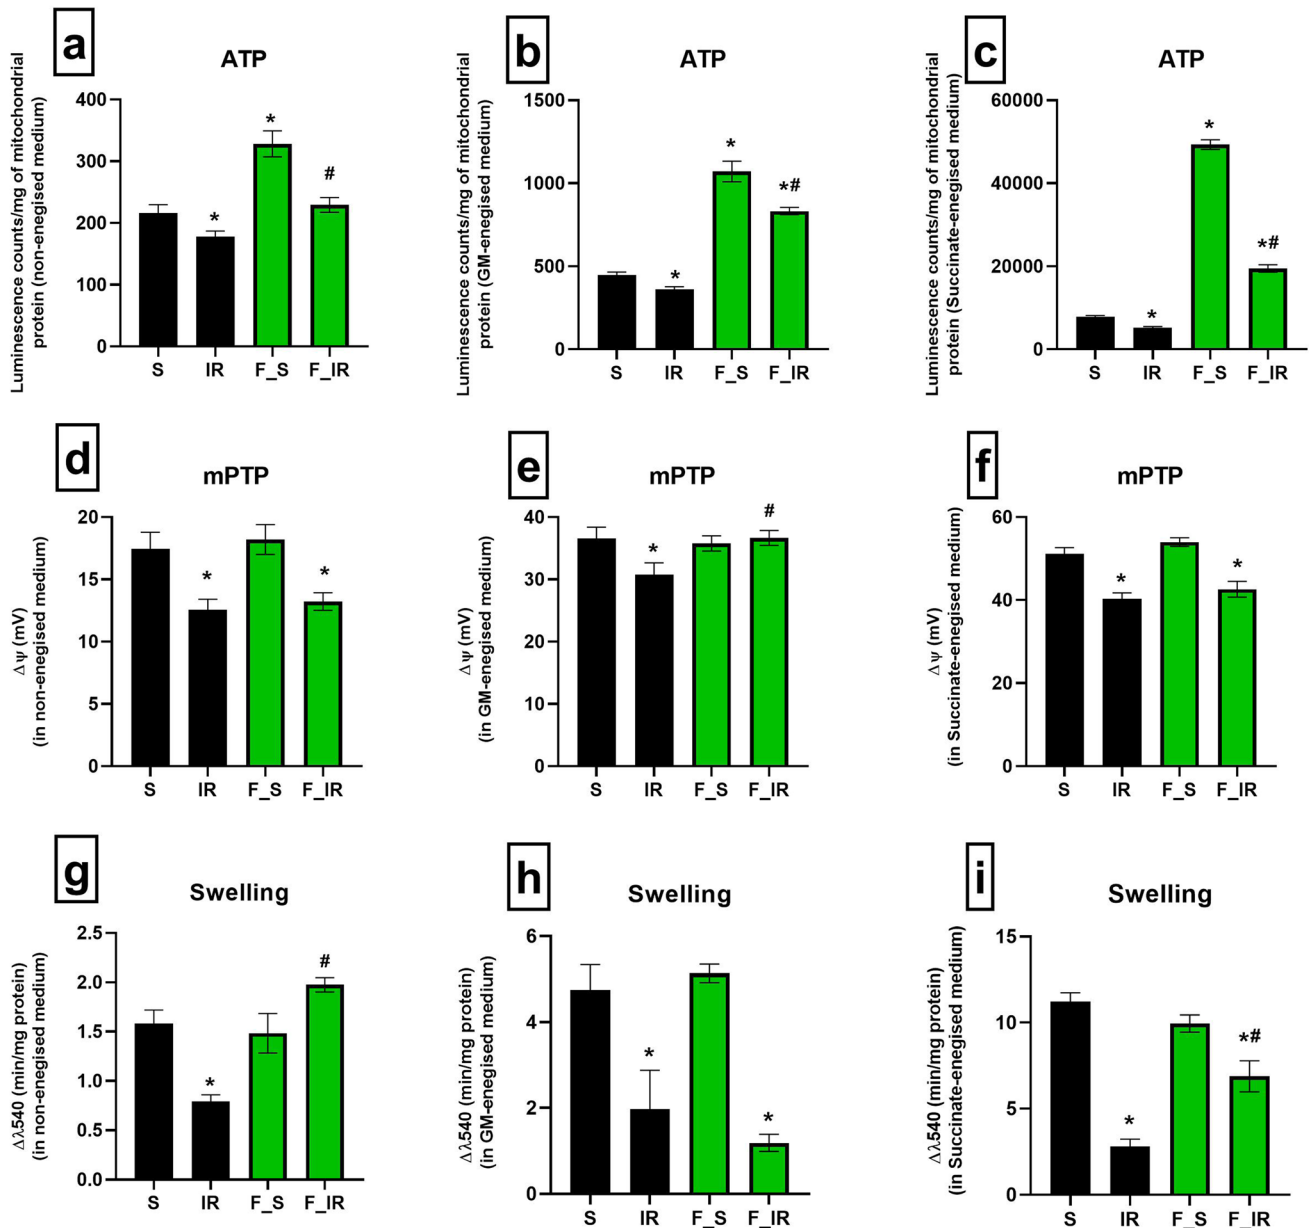 a
ATP
Luminescence counts/mg of mitochondrial
protein (non-enegised medium)
400
300
200
100
0
*
*
#
S IR F_S F_IR
b
ATP
Luminescence counts/mg of mitochondrial
protein (GM-enegised medium)
1500
1000
500
0
*
*
*#
S IR F_S F_IR
c
ATP
Luminescence counts/mg of mitochondrial
protein (Succinate-enegised medium)
60000
40000
20000
0
*
*
*#
S IR F_S F_IR
d
mPTP
Δψ (mV)
(in non-enegised medium)
20
15
10
5
0
*
*
S IR F_S F_IR
e
mPTP
Δψ (mV)
(in GM-enegised medium)
40
30
20
10
0
*
#
S IR F_S F_IR
f
mPTP
Δψ (mV)
(in Succinate-enegised medium)
60
40
20
0
*
*
S IR F_S F_IR
g
Swelling
Δλ540 (min/mg protein)
(in non-enegised medium)
2.5
2.0
1.5
1.0
0.5
0.0
*
#
S IR F_S F_IR
h
Swelling
Δλ540 (min/mg protein)
(in GM-enegised medium)
6
4
2
0
*
*
S IR F_S F_IR
i
Swelling
Δλ540 (min/mg protein)
(in Succinate-enegised medium)
15
10
5
0
*
*#
S IR F_S F_IR